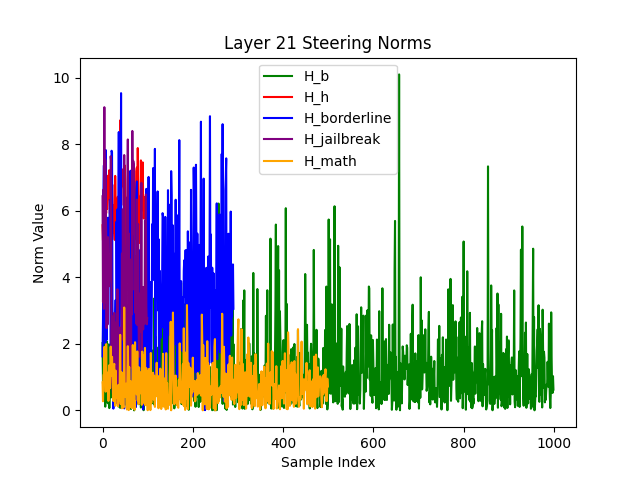 Layer 21 Steering Norms
H_b
H_h
H_borderline
H_jailbreak
H_math
Norm Value
10
8
6
4
2
0
0 200 400 600 800 1000
Sample Index